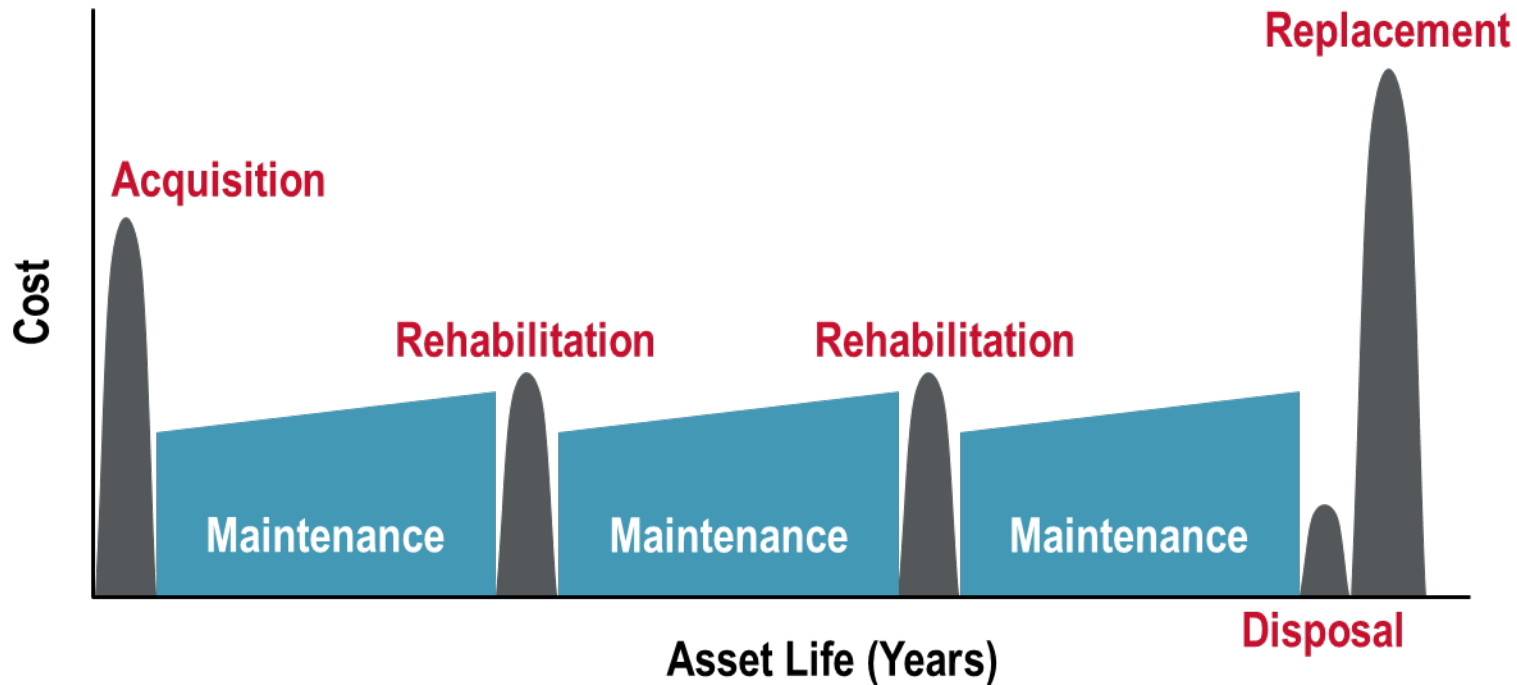 Replacement
Acquisition
Cost
Rehabilitation
Rehabilitation
Maintenance
Maintenance
Maintenance
Disposal
Asset Life (Years)